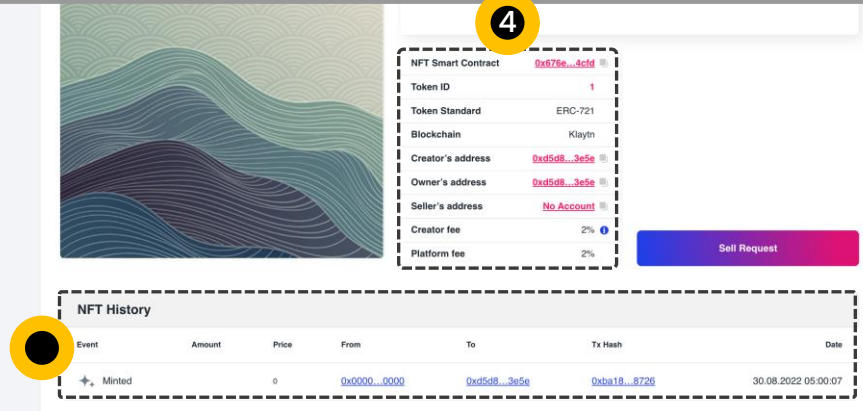 4
NFT Smart Contract 0x676e...4cfd
Token ID 1
Token Standard ERC-721
Blockchain Klaytn
Creator's address 0xd5d8...3e5e
Owner's address 0xd5d8...3e5e
Seller's address No Account
Creator fee 2%
Platform fee 2%
Sell Request
NFT History
Event Amount Price From To Tx Hash Date
Minted 0 0x0000...0000 0xd5d8...3e5e 0xba18...8726 30.08.2022 05:00:07